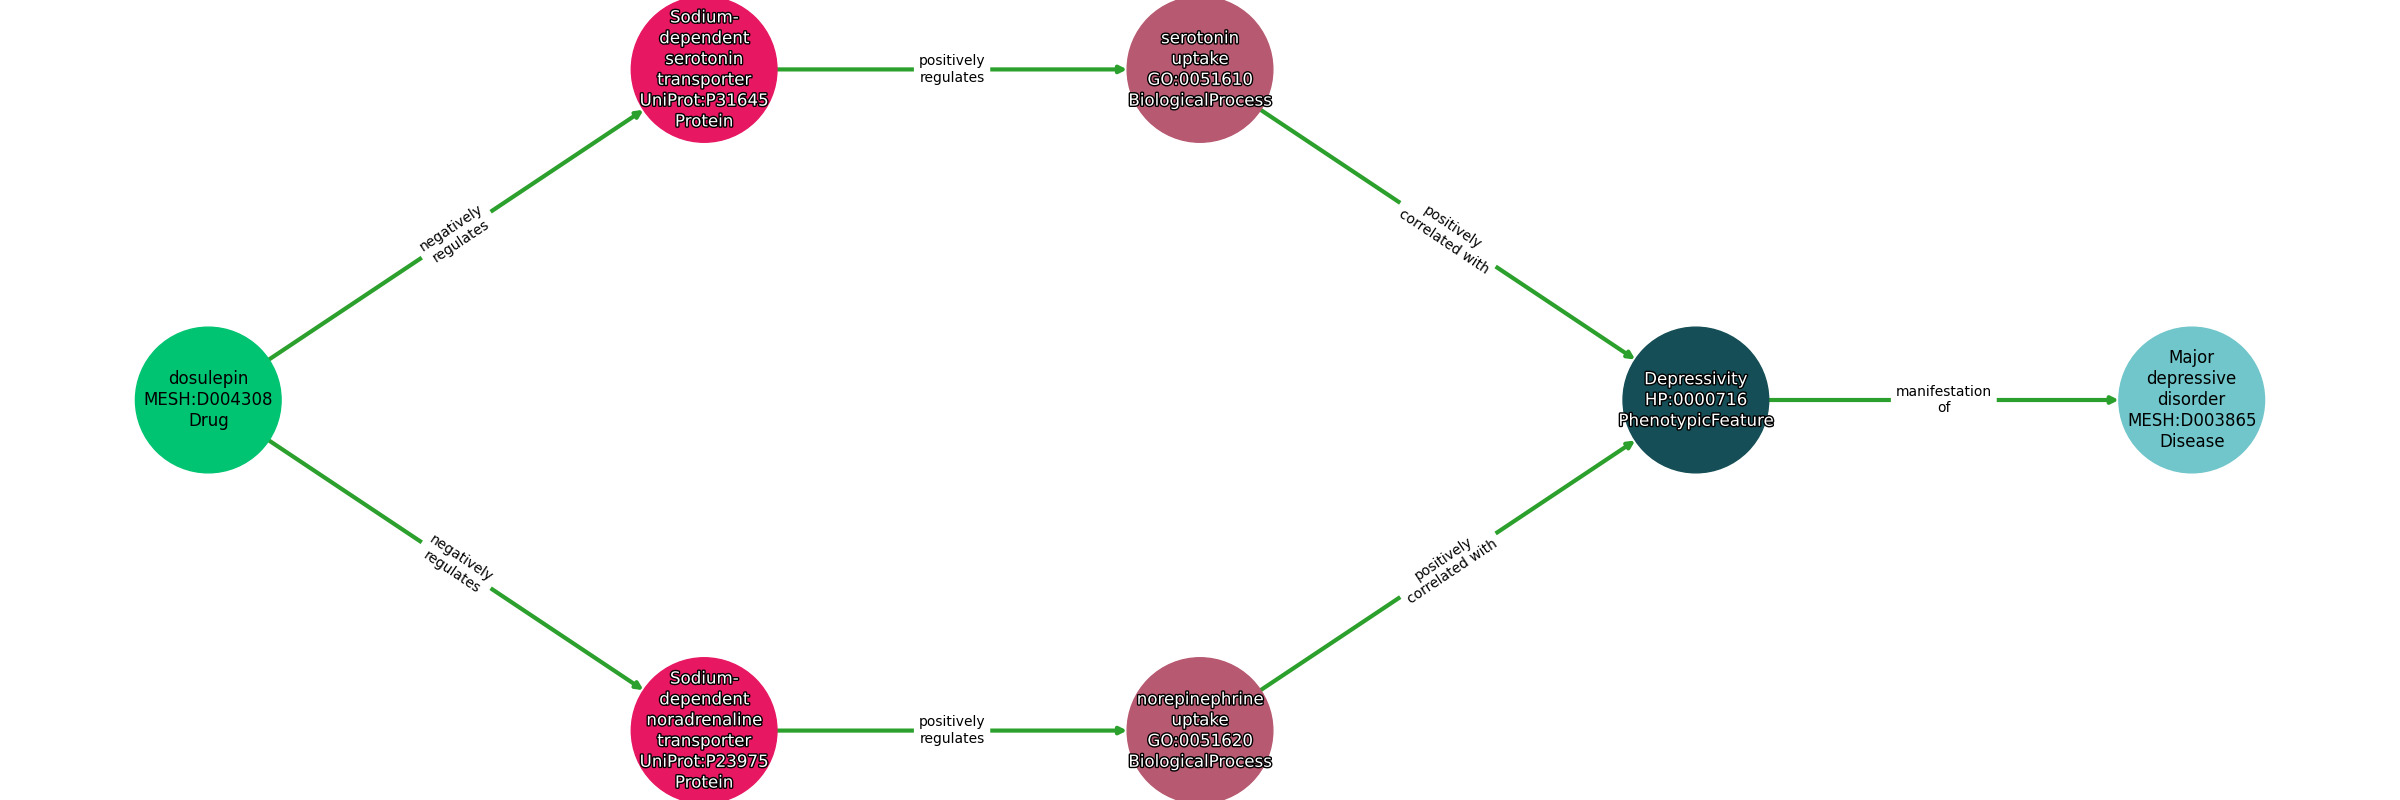 Sodium-
dependent
serotonin
transporter
UniProt:P31645
Protein
positively
regulates
serotonin
uptake
GO:0051610
BiologicalProcess
negatively
regulates
positively
correlated with
dosulepin
MESH:D004308
Drug
Depressivity
HP:0000716
PhenotypicFeature
manifestation
of
Major
depressive
disorder
MESH:D003865
Disease
negatively
regulates
positively
correlated with
Sodium-
dependent
noradrenaline
transporter
UniProt:P23975
Protein
positively
regulates
norepinephrine
uptake
GO:0051620
BiologicalProcess